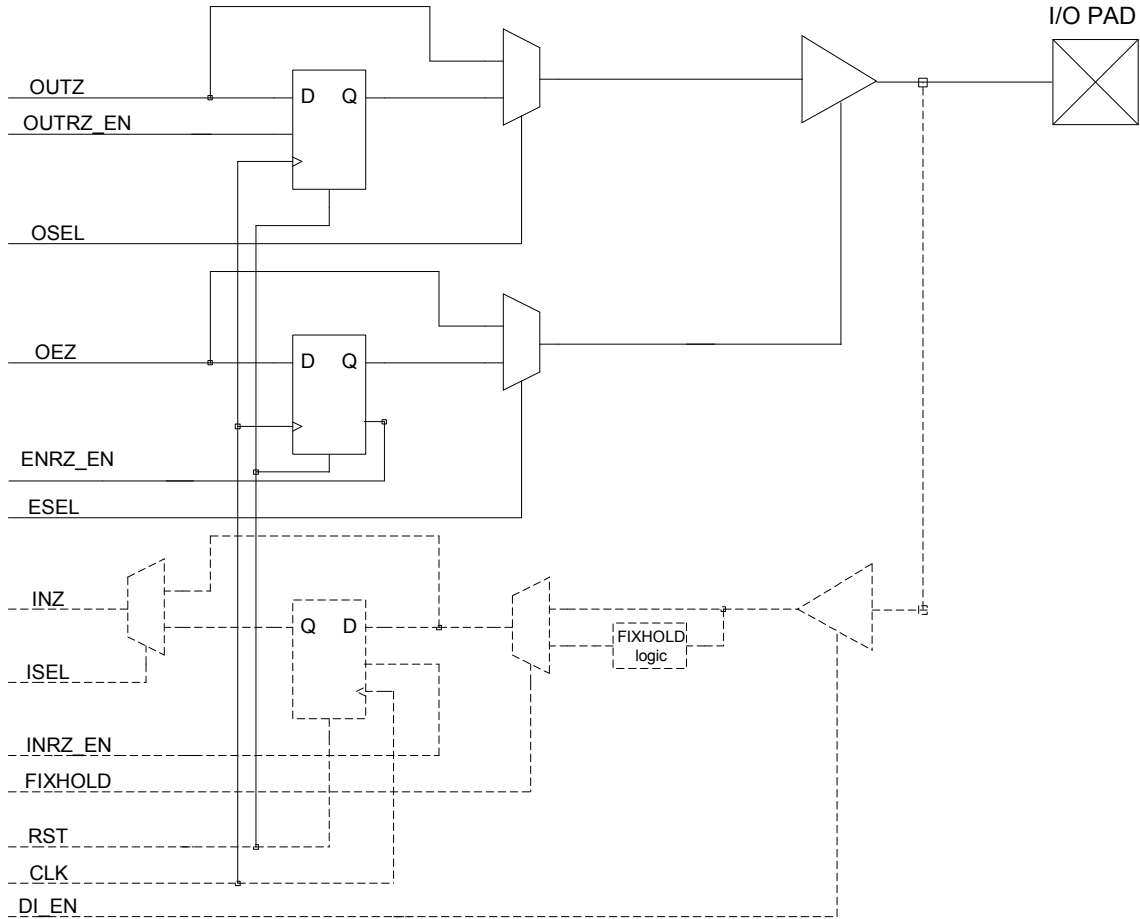 I/O PAD
OUTZ
D Q
OUTRZ_EN
OSEL
OEZ
D Q
ENRZ_EN
ESEL
INZ
Q D
FIXHOLD
logic
ISEL
INRZ_EN
FIXHOLD
RST
CLK
DI_EN